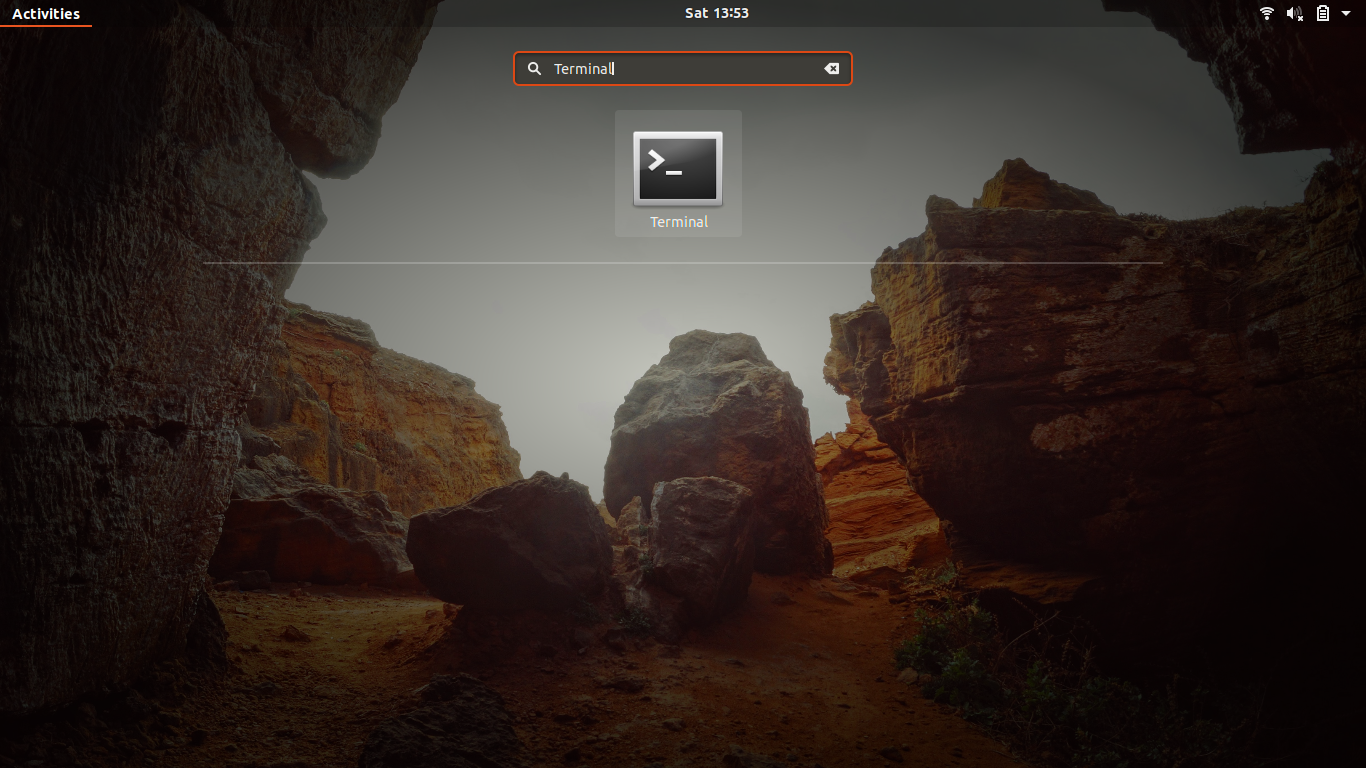 Activities
Sat 13:53
Terminal
>_
Terminal